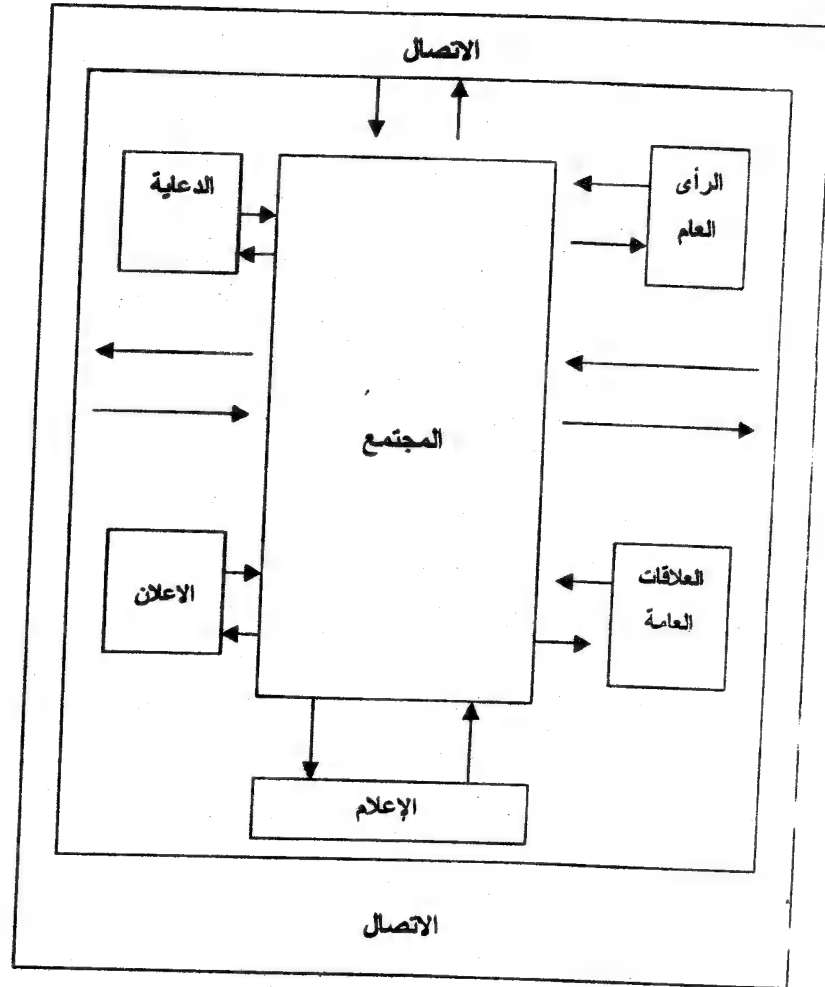 الاتصال
الرأى
العام
الدعاية
المجتمع
العلاقات
العامة
الاعلان
الإعلام
الاتصال